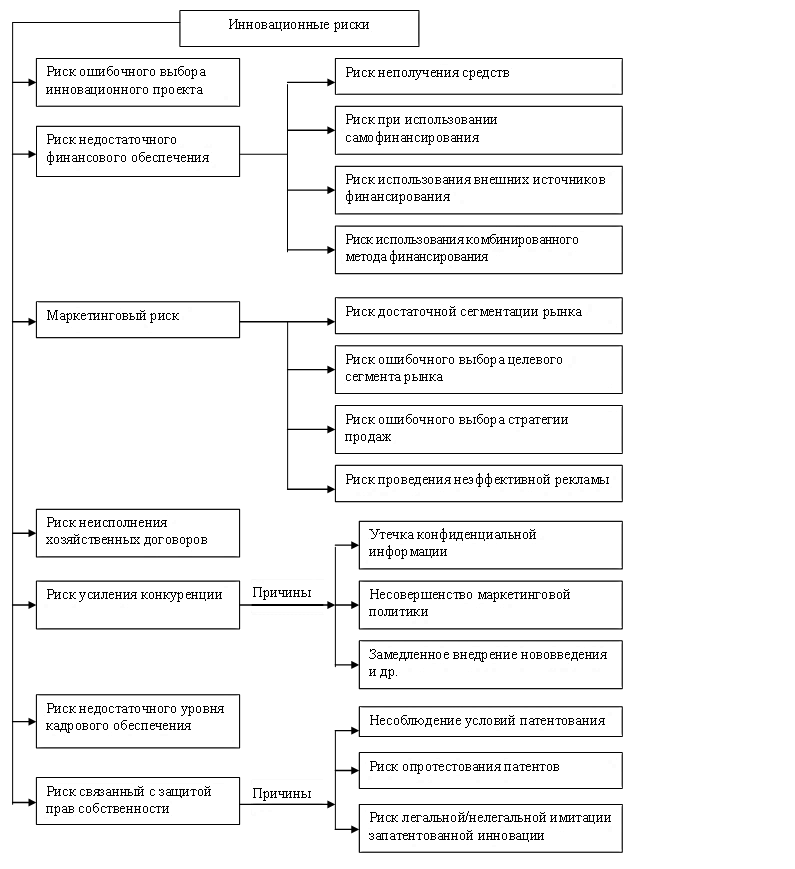 Инновационные риски
Риск ошибочного выбора
инновационного проекта
Риск недостаточного
финансового обеспечения
Риск неполучения средств
Риск при использовании
самофинансирования
Риск использования внешних источников
финансирования
Риск использования комбинированного
метода финансирования
Маркетинговый риск
Риск достаточной сегментации рынка
Риск ошибочного выбора целевого
сегмента рынка
Риск ошибочного выбора стратегии
продаж
Риск проведения неэффективной рекламы
Риск неисполнения
хозяйственных договоров
Риск усиления конкуренции
Причины
Утечка конфиденциальной
информации
Несовершенство маркетинговой
политики
Замедленное внедрение нововведения
и др.
Риск недостаточного уровня
кадрового обеспечения
Риск связанный с защитой
прав собственности
Причины
Несоблюдение условий патентования
Риск опротестования патентов
Риск легальной/нелегальной имитации
запатентованной инновации